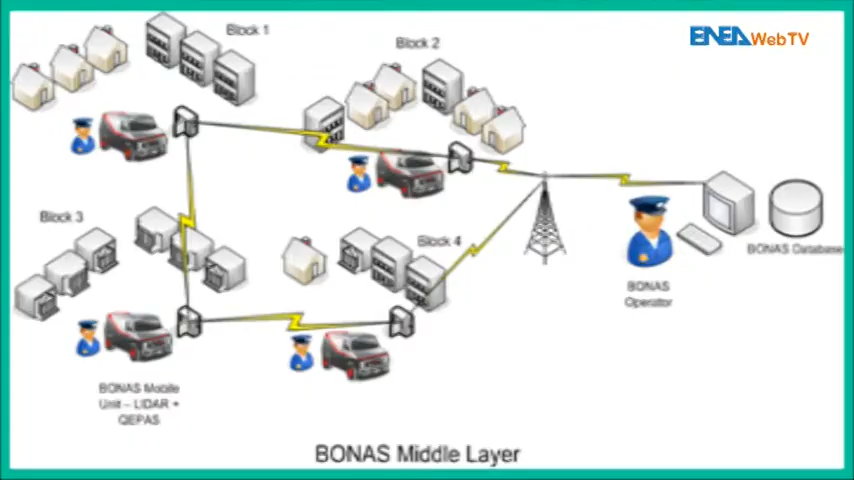 Block 1
Block 2
ENEA WebTV
Block 3
Block 4
BONAS Database
BONAS
Operator
BONAS Mobile
Unit – LIDAR +
QEPAS
BONAS Middle Layer